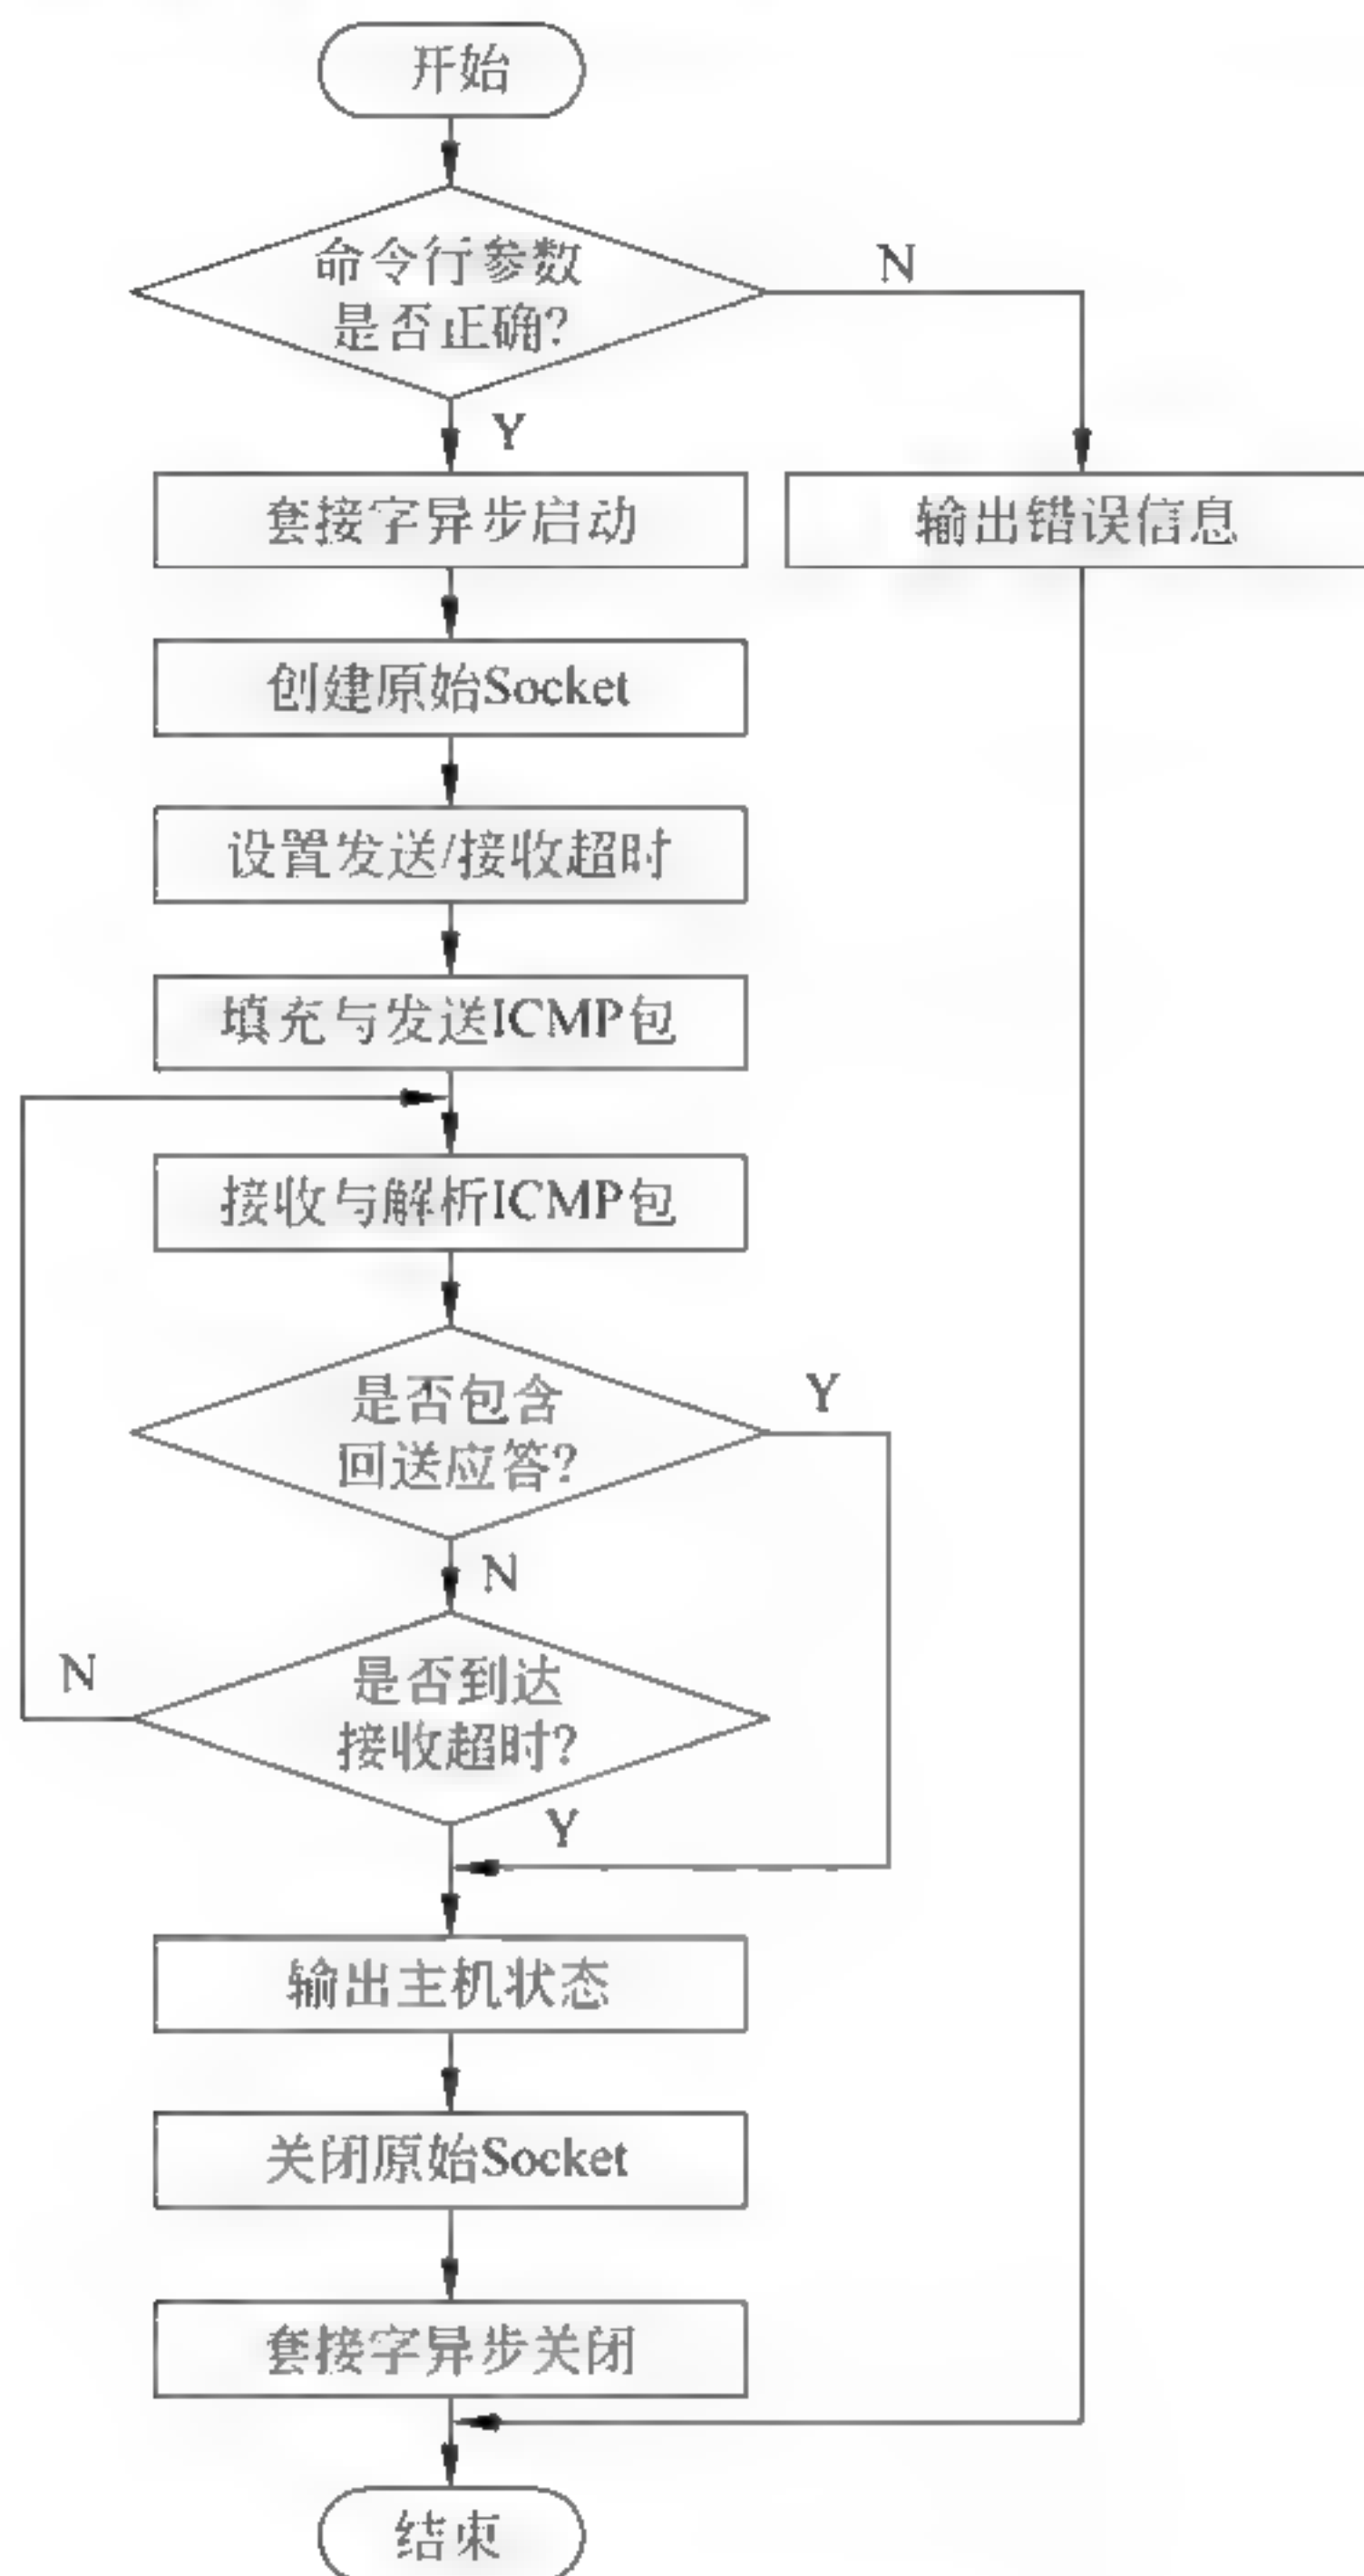 开始
命令行参数
是否正确?
N
Y
套接字异步启动
输出错误信息
创建原始Socket
设置发送/接收超时
填充与发送ICMP包
接收与解析ICMP包
是否包含
回送应答?
Y
N
是否到达
接收超时?
N
Y
输出主机状态
关闭原始Socket
套接字异步关闭
结束